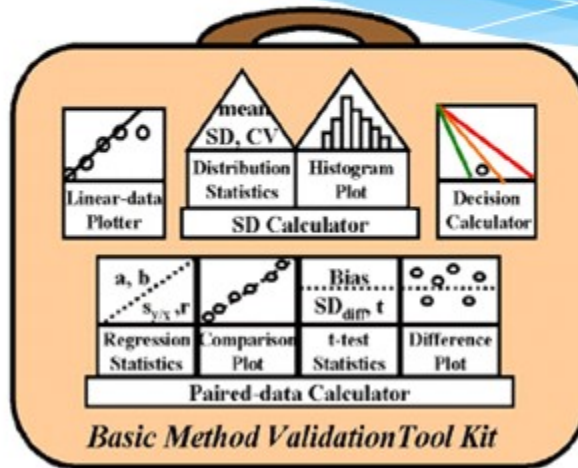 mean
SD, CV
Linear-data
Plotter
Distribution
Statistics
Histogram
Plot
SD Calculator
Decision
Calculator
a, b
sy/x ,r
Regression
Statistics
Comparison
Plot
Bias
SDdiff, t
t-test
Statistics
Difference
Plot
Paired-data Calculator
Basic Method ValidationTool Kit